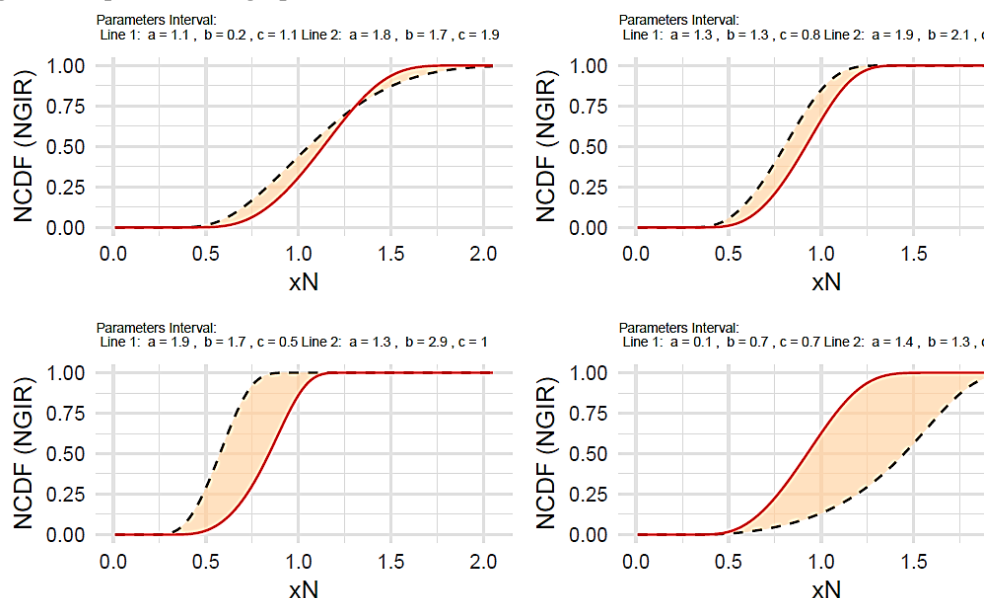 Parameters Interval:
Line 1: a = 1.1 , b = 0.2 , c = 1.1 Line 2: a = 1.8 , b = 1.7 , c = 1.9
NCDF (NGIR)
1.00
0.75
0.50
0.25
0.00
0.0 0.5 1.0 1.5 2.0
xN
Parameters Interval:
Line 1: a = 1.3 , b = 1.3 , c = 0.8 Line 2: a = 1.9 , b = 2.1 ,
NCDF (NGIR)
1.00
0.75
0.50
0.25
0.00
0.0 0.5 1.0 1.5
xN
Parameters Interval:
Line 1: a = 1.9 , b = 1.7 , c = 0.5 Line 2: a = 1.3 , b = 2.9 , c = 1
NCDF (NGIR)
1.00
0.75
0.50
0.25
0.00
0.0 0.5 1.0 1.5 2.0
xN
Parameters Interval:
Line 1: a = 0.1 , b = 0.7 , c = 0.7 Line 2: a = 1.4 , b = 1.3 ,
NCDF (NGIR)
1.00
0.75
0.50
0.25
0.00
0.0 0.5 1.0 1.5
xN